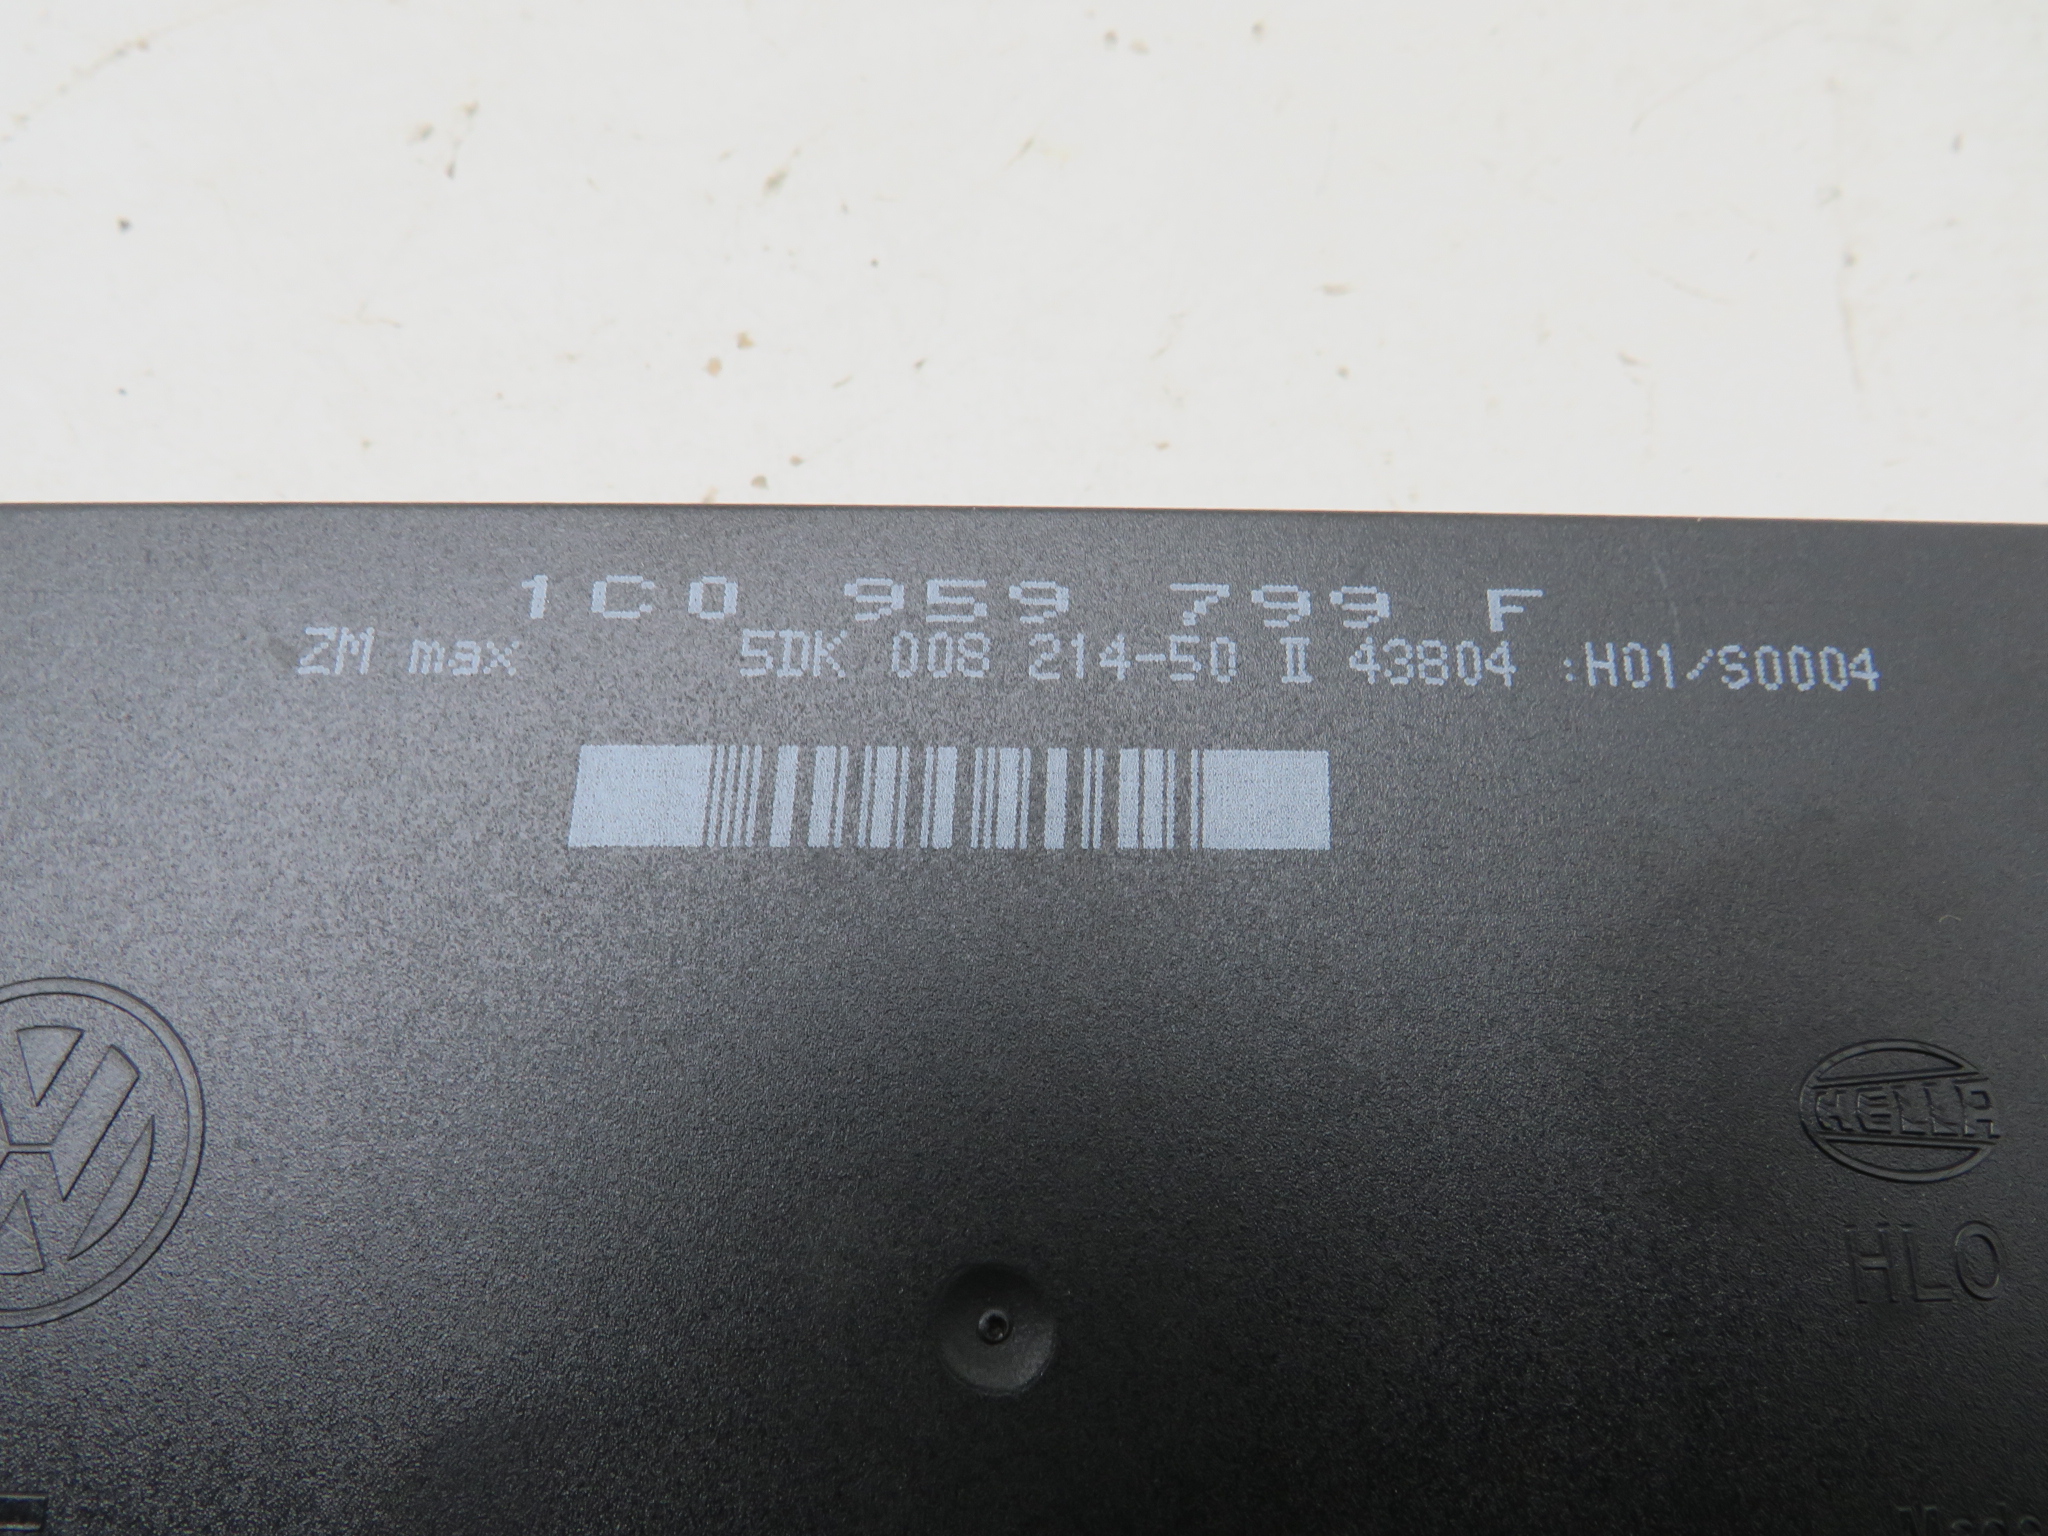 1C0 959 799 F
ZM max 5DK 008 214-50 II 43804 :H01/S0004
HELLA
HLO